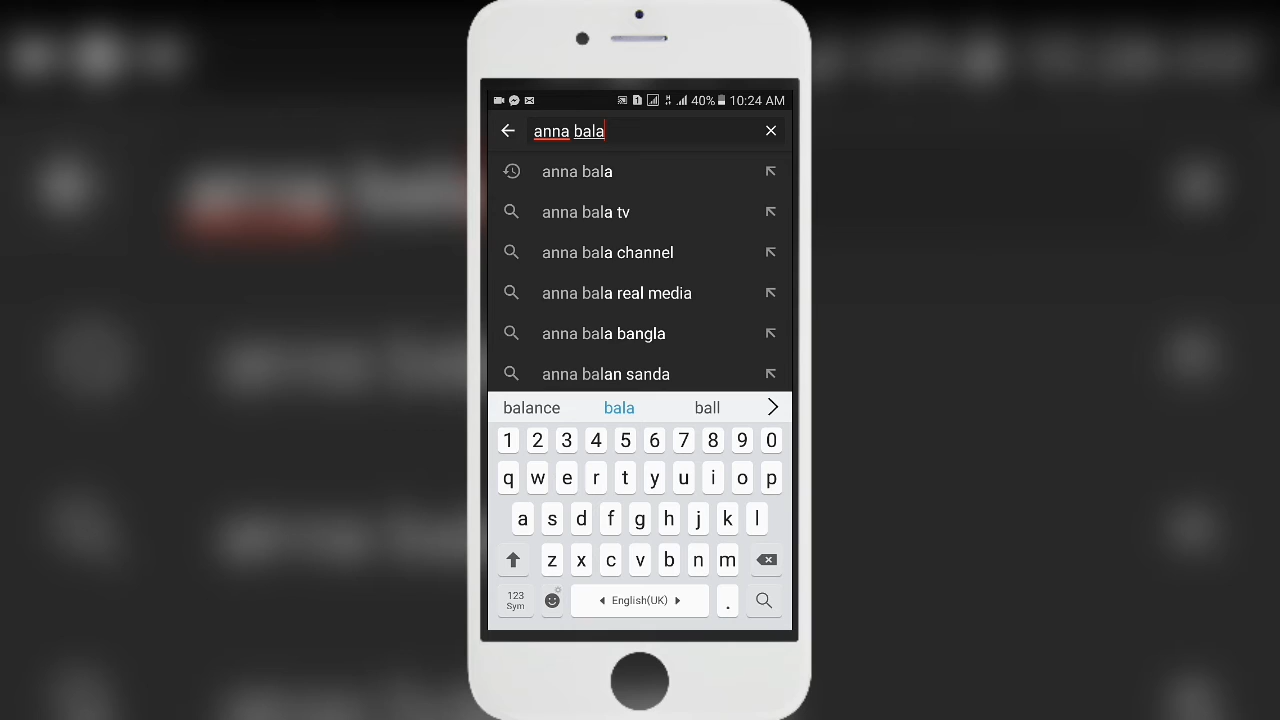 40% 10:24 AM
anna bala
anna bala
anna bala tv
anna bala channel
anna bala real media
anna bala bangla
anna balan sanda
balance bala ball
1 2 3 4 5 6 7 8 9 0
q w e r t y u i o p
a s d f g h j k l
z x c v b n m
123
Sym
English(UK)
.